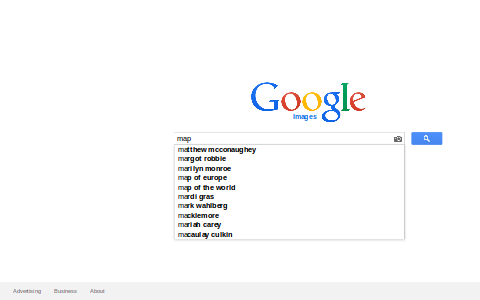 Google
images
map
matthew mcconaughey
margot robbie
marilyn monroe
map of europe
map of the world
mardi gras
mark wahlberg
macklemore
mariah carey
macaulay culkin
Advertising Business About